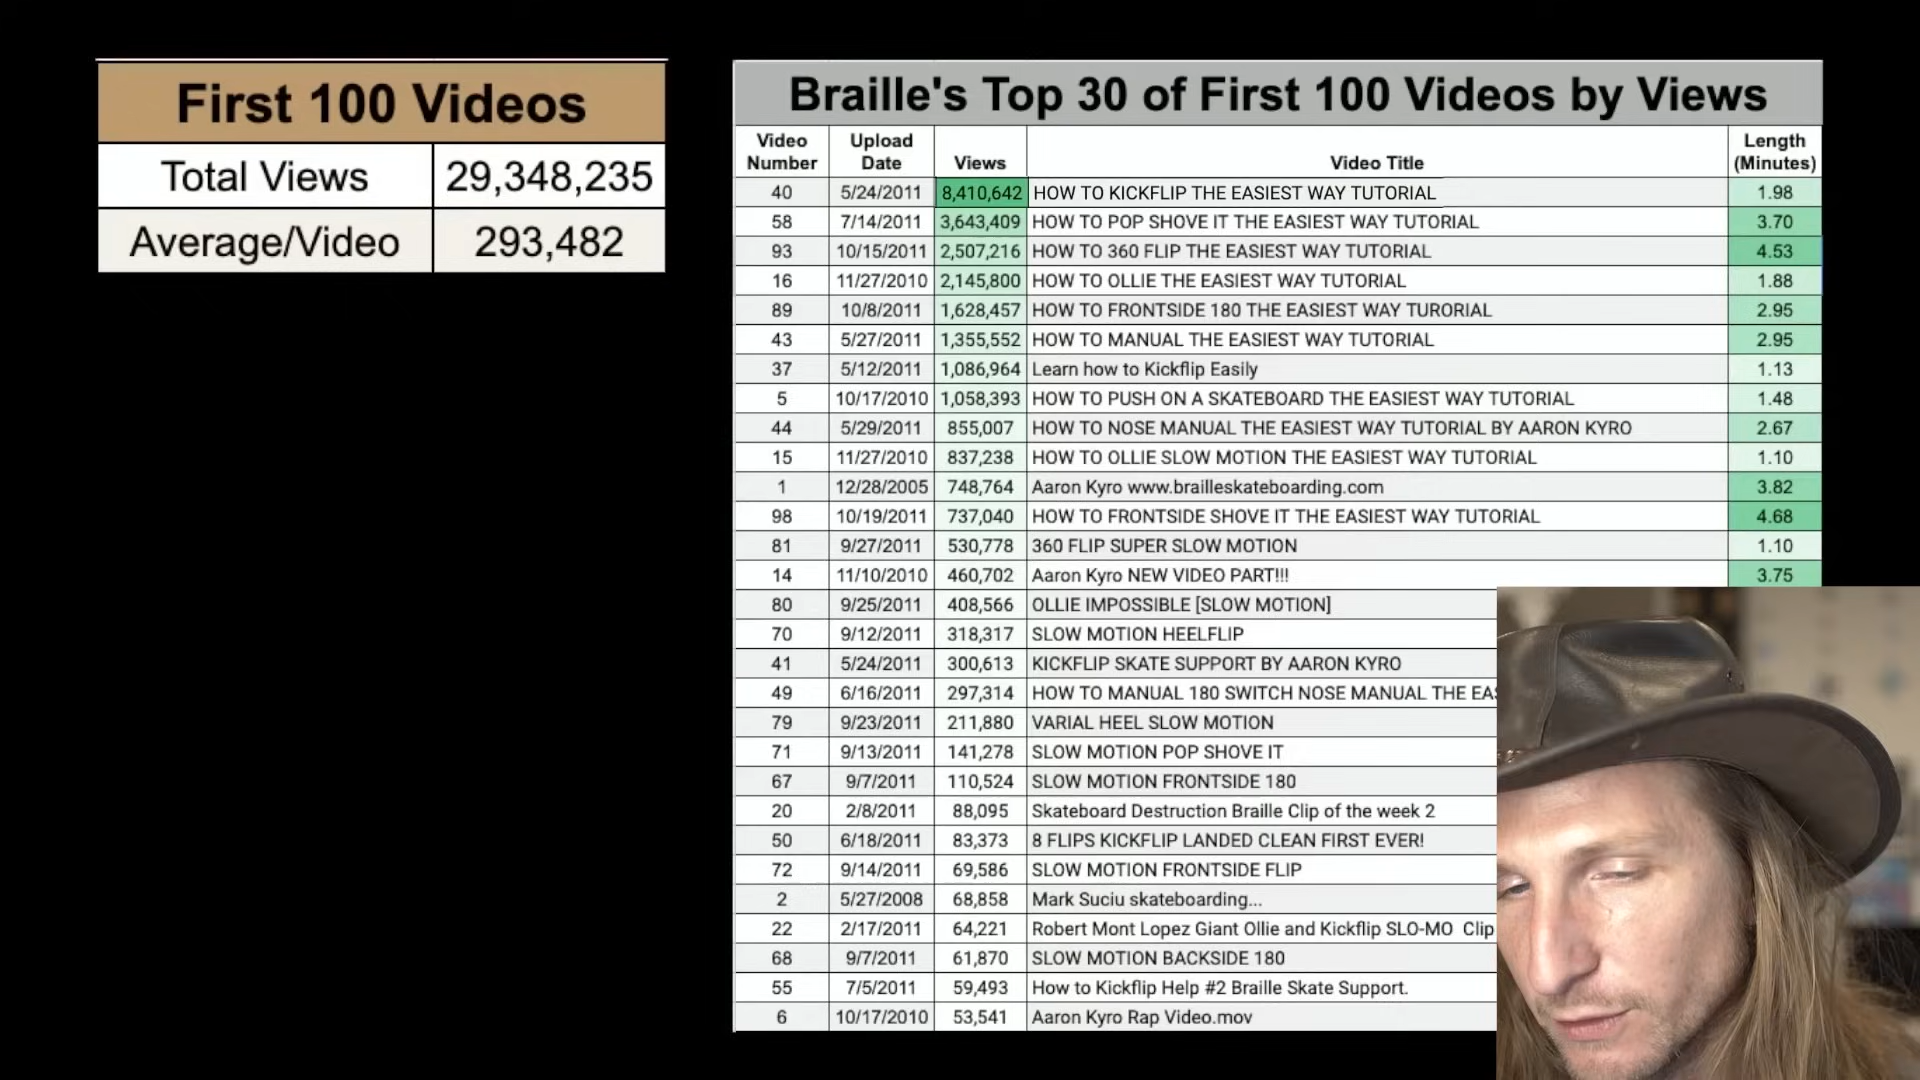 First 100 Videos
Total Views 29,348,235
Average/Video 293,482
Braille's Top 30 of First 100 Videos by Views
Video Number Upload Date Views Video Title Length (Minutes)
40 5/24/2011 8,410,642 HOW TO KICKFLIP THE EASIEST WAY TUTORIAL 1.98
58 7/14/2011 3,643,409 HOW TO POP SHOVE IT THE EASIEST WAY TUTORIAL 3.70
93 10/15/2011 2,507,216 HOW TO 360 FLIP THE EASIEST WAY TUTORIAL 4.53
16 11/27/2010 2,145,800 HOW TO OLLIE THE EASIEST WAY TUTORIAL 1.88
89 10/8/2011 1,628,457 HOW TO FRONTSIDE 180 THE EASIEST WAY TURORIAL 2.95
43 5/27/2011 1,355,552 HOW TO MANUAL THE EASIEST WAY TUTORIAL 2.95
37 5/12/2011 1,086,964 Learn how to Kickflip Easily 1.13
5 10/17/2010 1,058,393 HOW TO PUSH ON A SKATEBOARD THE EASIEST WAY TUTORIAL 1.48
44 5/29/2011 855,007 HOW TO NOSE MANUAL THE EASIEST WAY TUTORIAL BY AARON KYRO 2.67
15 11/27/2010 837,238 HOW TO OLLIE SLOW MOTION THE EASIEST WAY TUTORIAL 1.10
1 12/28/2005 748,764 Aaron Kyro www.brailleskateboarding.com 3.82
98 10/19/2011 737,040 HOW TO FRONTSIDE SHOVE IT THE EASIEST WAY TUTORIAL 4.68
81 9/27/2011 530,778 360 FLIP SUPER SLOW MOTION 1.10
14 11/10/2010 460,702 Aaron Kyro NEW VIDEO PART!!! 3.75
80 9/25/2011 408,566 OLLIE IMPOSSIBLE [SLOW MOTION]
70 9/12/2011 318,317 SLOW MOTION HEELFLIP
41 5/24/2011 300,613 KICKFLIP SKATE SUPPORT BY AARON KYRO
49 6/16/2011 297,314 HOW TO MANUAL 180 SWITCH NOSE MANUAL THE
79 9/23/2011 211,880 VARIAL HEEL SLOW MOTION
71 9/13/2011 141,278 SLOW MOTION POP SHOVE IT
67 9/7/2011 110,524 SLOW MOTION FRONTSIDE 180
20 2/8/2011 88,095 Skateboard Destruction Braille Clip of the week 2
50 6/18/2011 83,373 8 FLIPS KICKFLIP LANDED CLEAN FIRST EVER!
72 9/14/2011 69,586 SLOW MOTION FRONTSIDE FLIP
2 5/27/2008 68,858 Mark Suciu skateboarding...
22 2/17/2011 64,221 Robert Mont Lopez Giant Ollie and Kickflip SLO-MO Clip
68 9/7/2011 61,870 SLOW MOTION BACKSIDE 180
55 7/5/2011 59,493 How to Kickflip Help #2 Braille Skate Support.
6 10/17/2010 53,541 Aaron Kyro Rap Video.mov